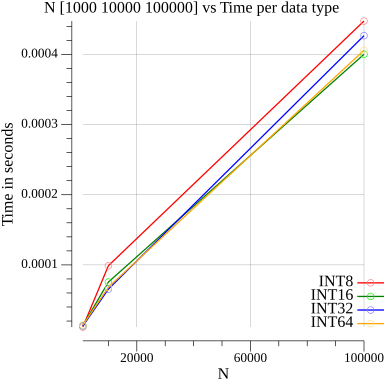 N [1000 10000 100000] vs Time per data type
Time in seconds
0.0004
0.0003
0.0002
0.0001
INT8
INT16
INT32
INT64
20000
60000
100000
N